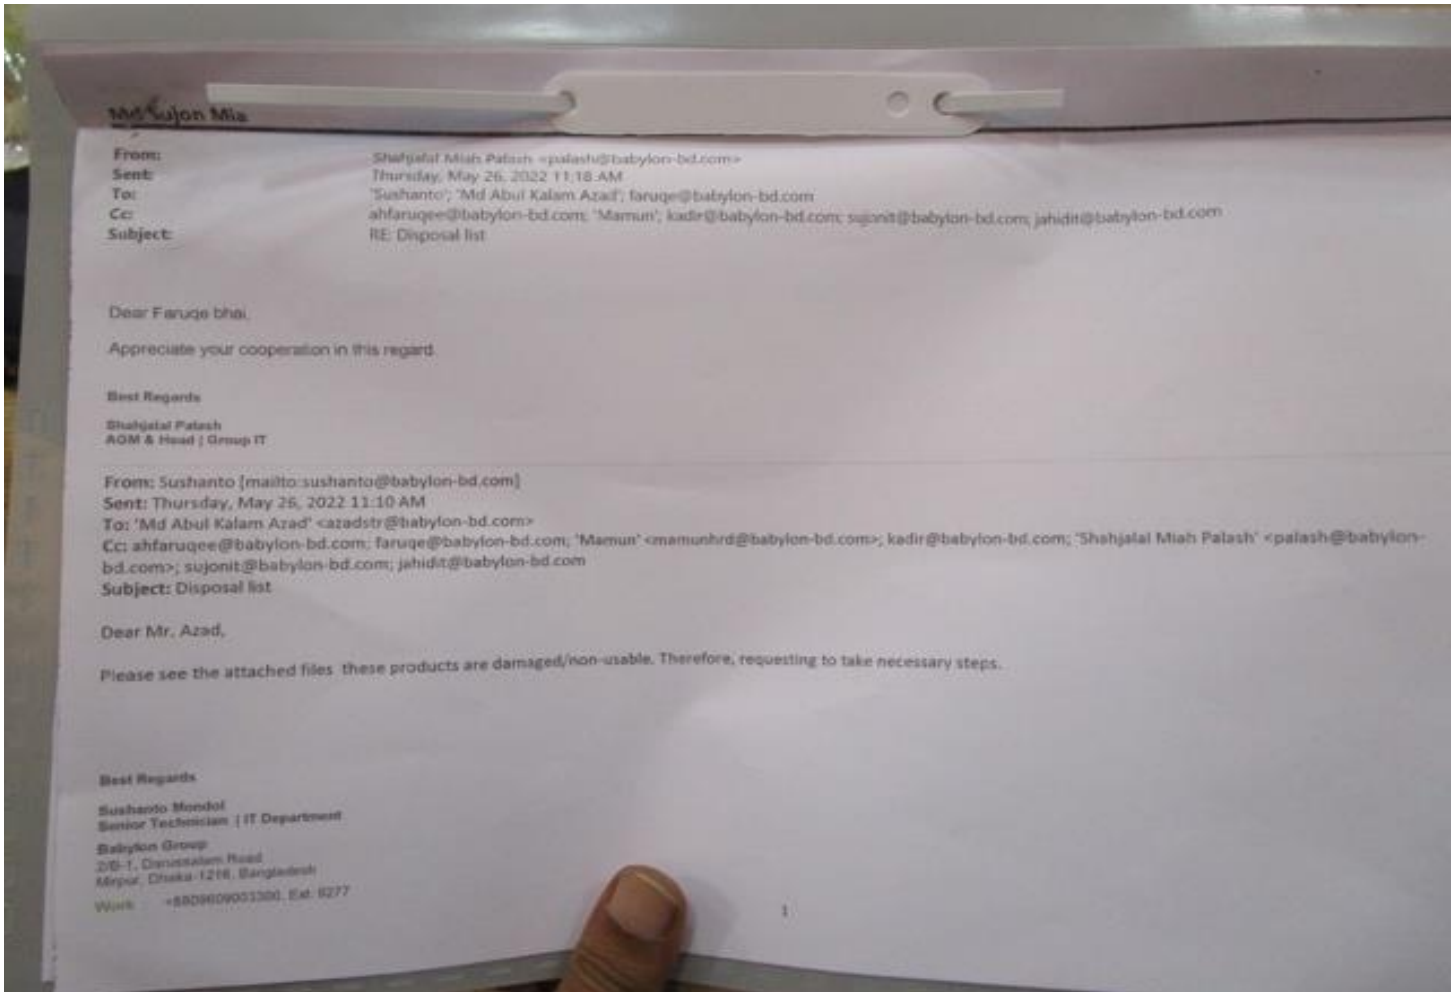 Md Sujon Mia
From: Shahjalal Miah Palash <palash@babylon-bd.com>
Sent: Thursday, May 26, 2022 11:18 AM
To: 'Sushanto'; 'Md Abul Kalam Azad'; faruqe@babylon-bd.com
Cc: ahfaruqee@babylon-bd.com; 'Mamun'; kadir@babylon-bd.com; sujonit@babylon-bd.com; jahidit@babylon-bd.com
Subject: RE: Disposal list
Dear Faruqe bhai,
Appreciate your cooperation in this regard.
Best Regards
Shahjalal Palash
AGM & Head | Group IT
From: Sushanto [mailto:sushanto@babylon-bd.com]
Sent: Thursday, May 26, 2022 11:10 AM
To: 'Md Abul Kalam Azad' <azadstr@babylon-bd.com>
Cc: ahfaruqee@babylon-bd.com; faruqe@babylon-bd.com; 'Mamun' <mamunhrd@babylon-bd.com>; kadir@babylon-bd.com; 'Shahjalal Miah Palash' <palash@babylon-
bd.com>; sujonit@babylon-bd.com; jahidit@babylon-bd.com
Subject: Disposal list
Dear Mr. Azad,
Please see the attached files these products are damaged/non-usable. Therefore, requesting to take necessary steps.
Best Regards
Sushanto Mondol
Senior Technician | IT Department
Babylon Group
2/B-1, Darussalam Road
Mirpur, Dhaka-1216, Bangladesh
Work +8809609003300, Ext: 8277
1